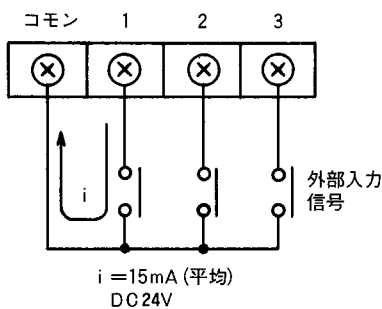 コモン 1 2 3
i
外部入力
信号
i =15mA (平均)
DC24V